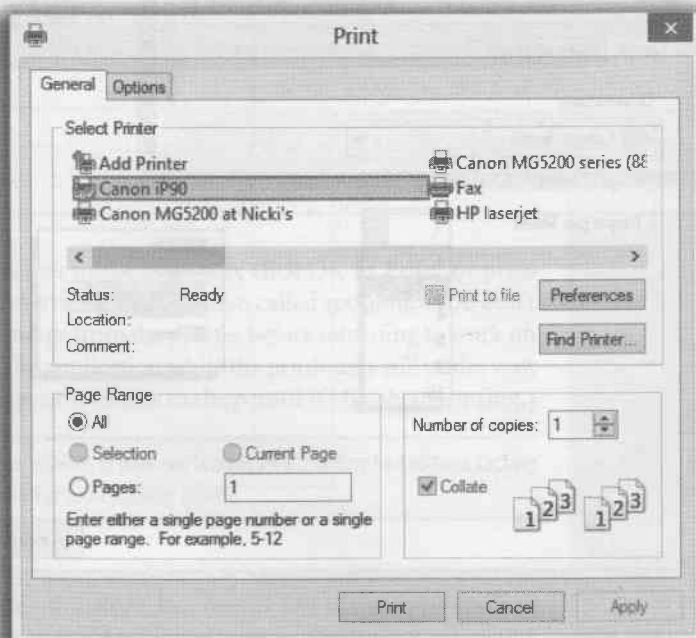 Print
General Options
Select Printer
Add Printer
Canon iP90
Canon MG5200 at Nicki's
Canon MG5200 series (88
Fax
HP laserjet
Status: Ready
Location:
Comment:
Print to file
Preferences
Find Printer...
Page Range
All
Selection Current Page
Pages: 1
Enter either a single page number or a single
page range. For example, 5-12
Number of copies: 1
Collate
1 2 3 1 2 3
Print Cancel Apply